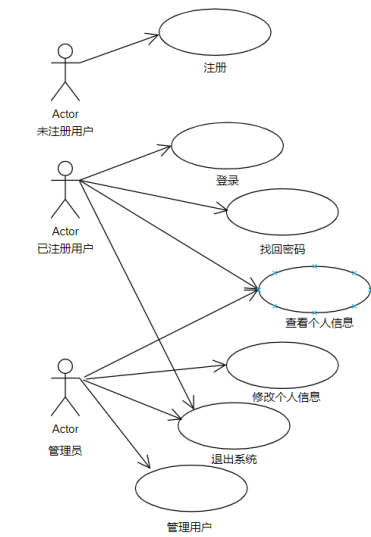 注册
Actor
未注册用户
登录
Actor
已注册用户
找回密码
查看个人信息
修改个人信息
Actor
管理员
退出系统
管理用户